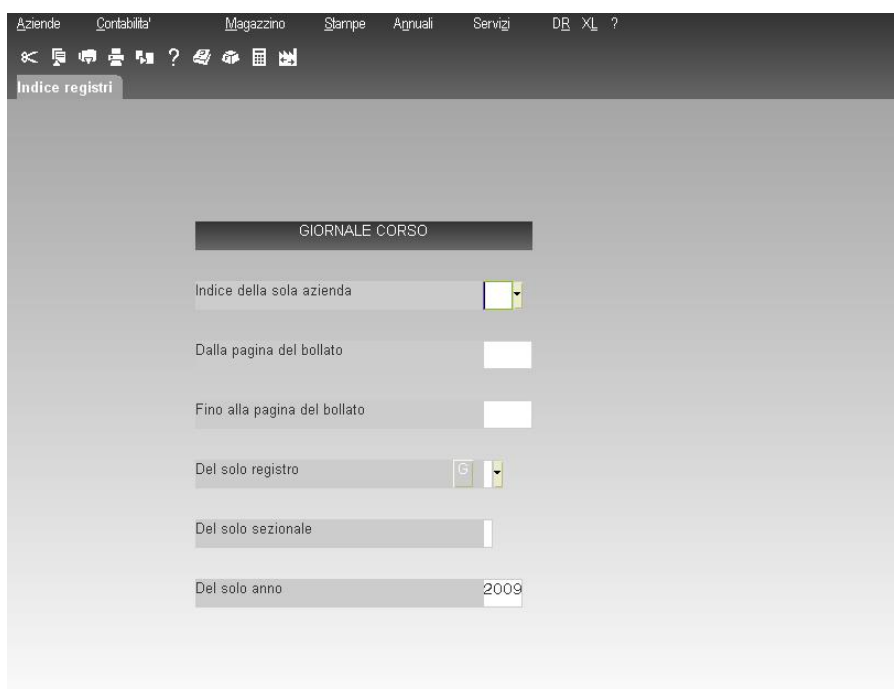 Aziende Contabilita' Magazzino Stampe Annuali Servizi DR XL ?
?
Indice registri
GIORNALE CORSO
Indice della sola azienda
Dalla pagina del bollato
Fino alla pagina del bollato
Del solo registro G
Del solo sezionale
Del solo anno 2009